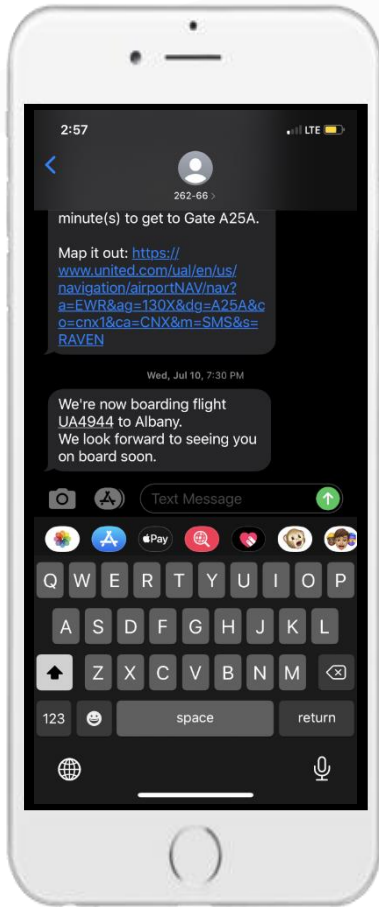 2:57
LTE
262-66 >
minute(s) to get to Gate A25A.
Map it out: https://
www.united.com/ual/en/us/
navigation/airportNAV/nav?
a=EWR&ag=130X&dg=A25A&c
o=cnx1&ca=CNX&m=SMS&s=
RAVEN
Wed, Jul 10, 7:30 PM
We're now boarding flight
UA4944 to Albany.
We look forward to seeing you
on board soon.
Text Message
Pay
Q W E R T Y U I O P
A S D F G H J K L
Z X C V B N M
123 space return